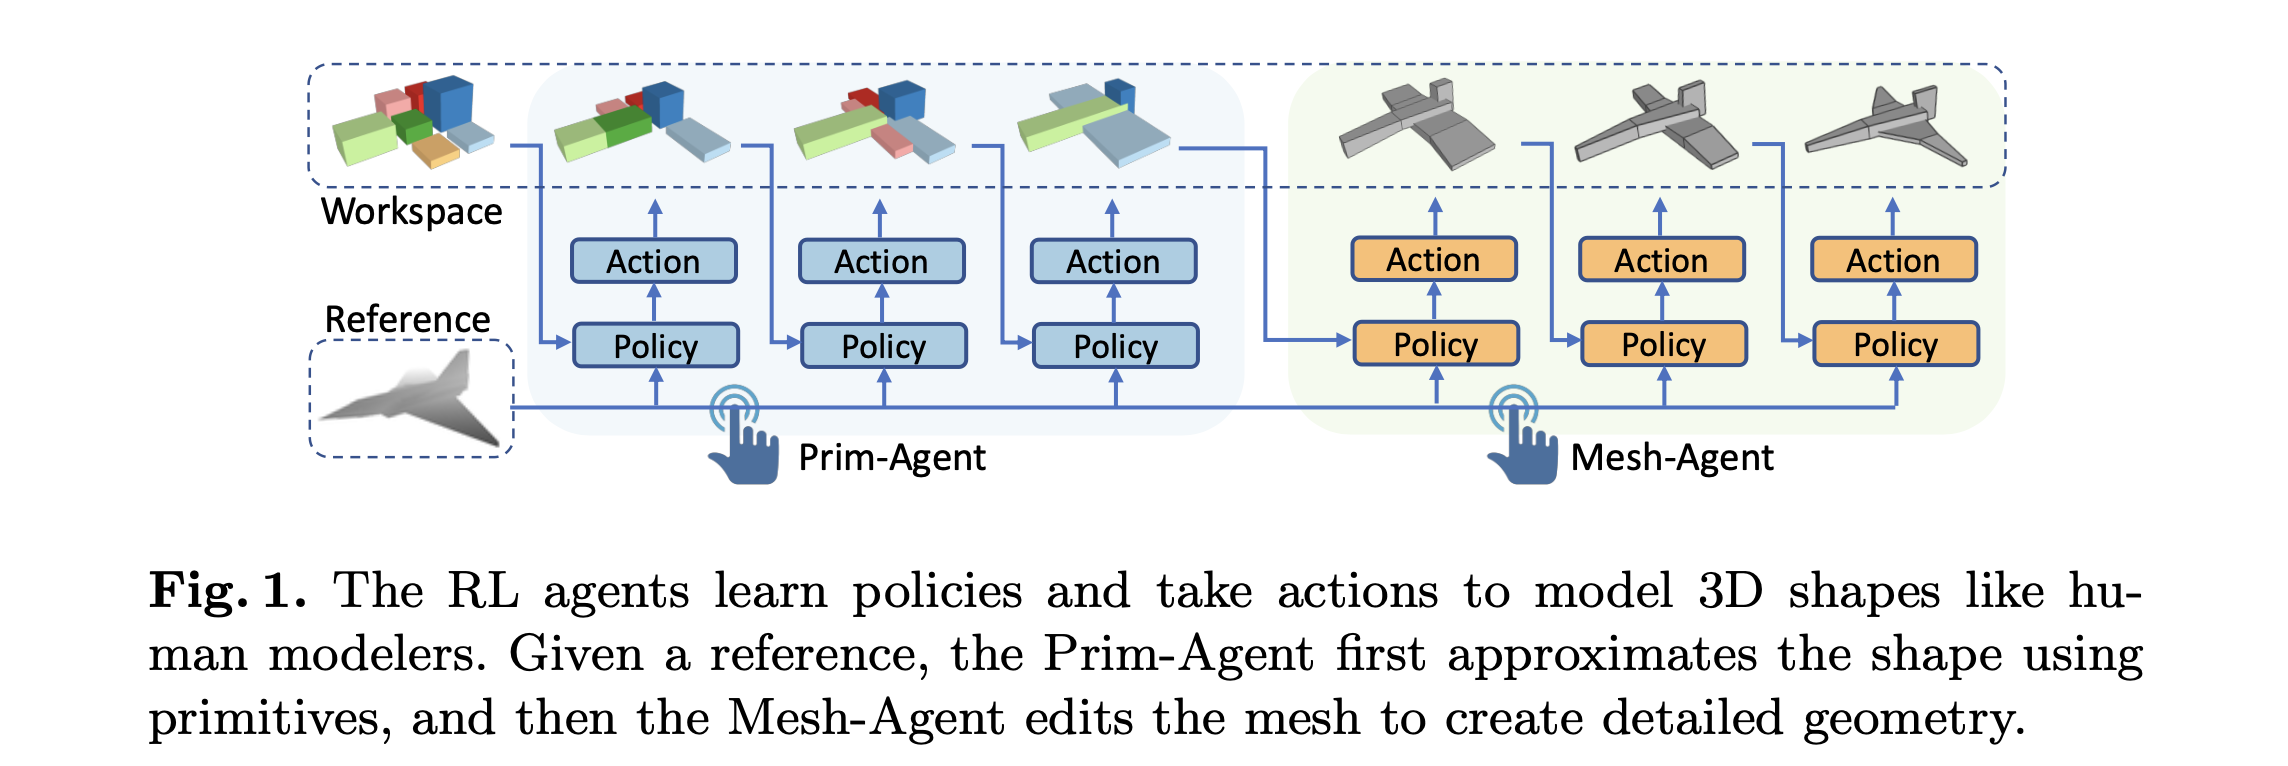 Workspace
Action Action Action Action Action Action
Reference
Policy Policy Policy Policy Policy Policy
Prim-Agent Mesh-Agent
Fig. 1. The RL agents learn policies and take actions to model 3D shapes like hu-
man modelers. Given a reference, the Prim-Agent first approximates the shape using
primitives, and then the Mesh-Agent edits the mesh to create detailed geometry.